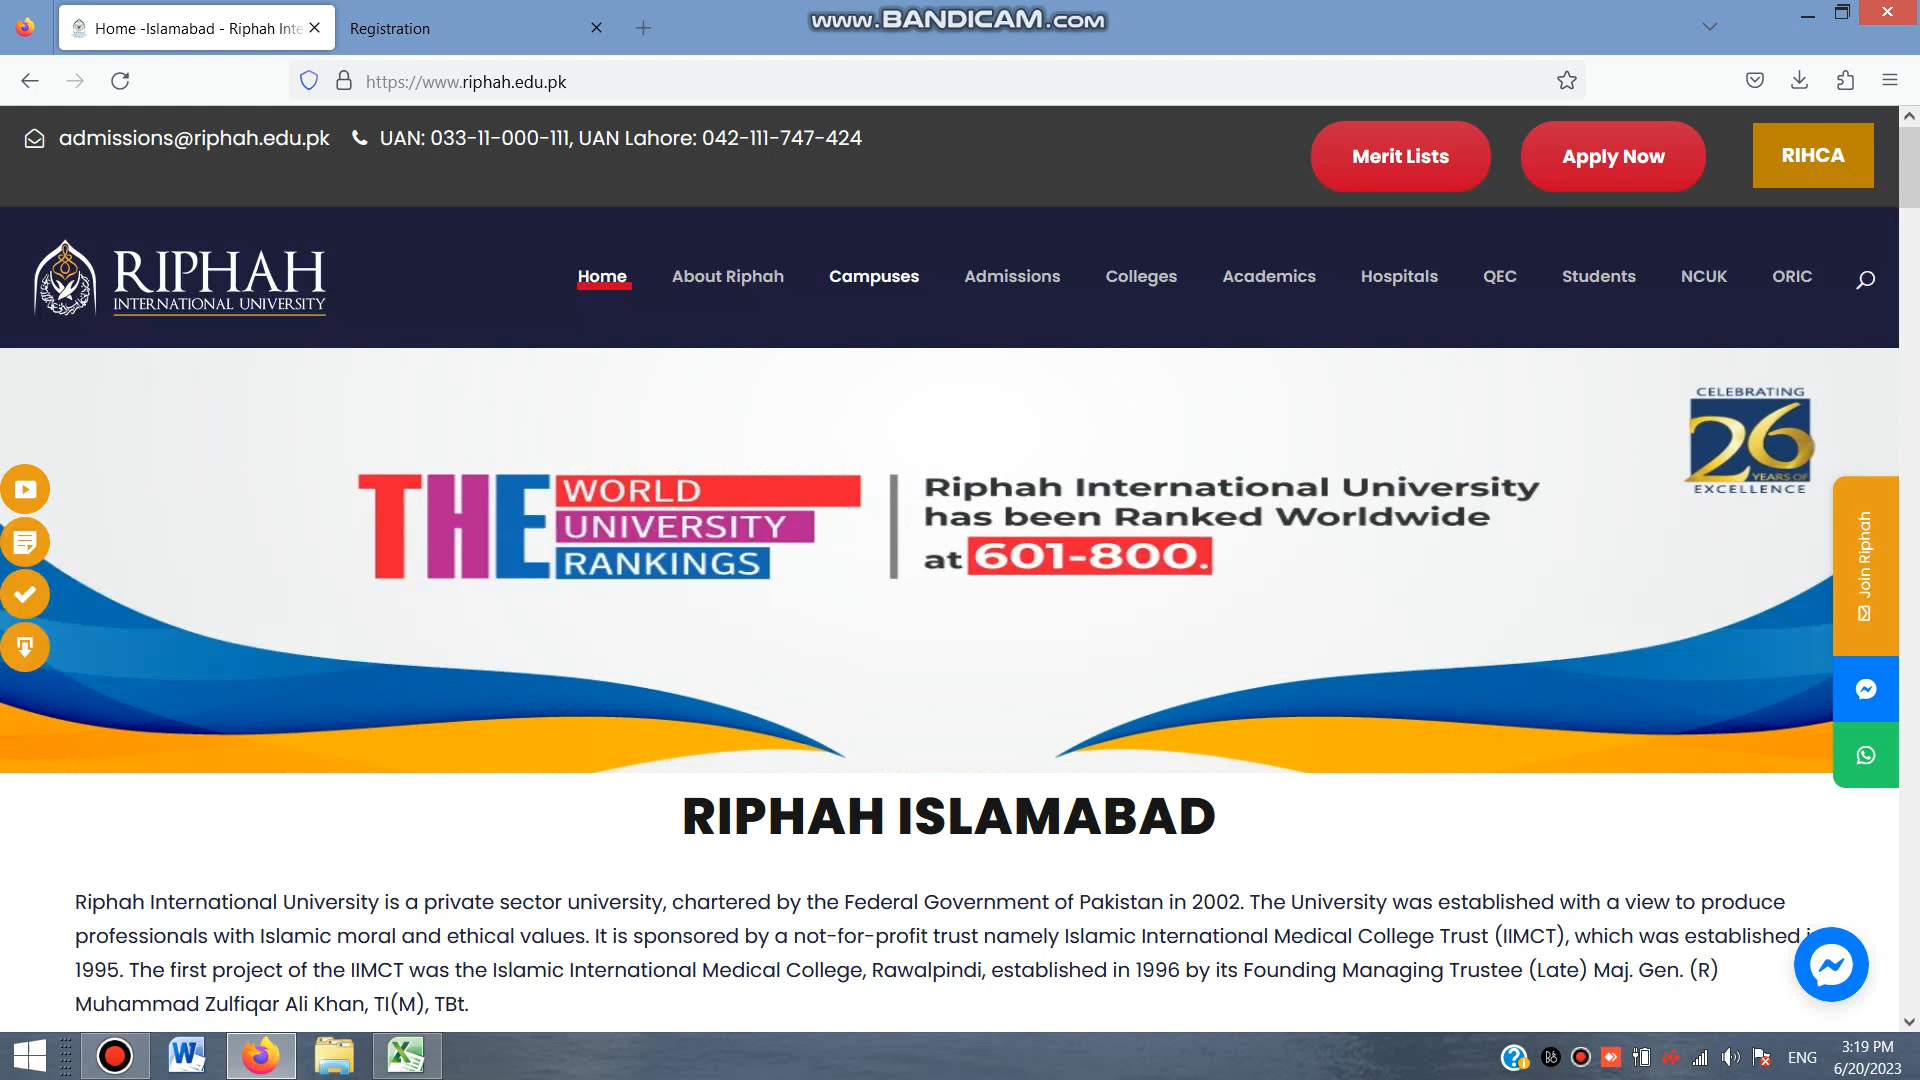 www.BANDICAM.com
Home -Islamabad - Riphah Inte
Registration
https://www.riphah.edu.pk
admissions@riphah.edu.pk UAN: 033-11-000-111, UAN Lahore: 042-111-747-424
Merit Lists
Apply Now
RIHCA
RIPHAH
INTERNATIONAL UNIVERSITY
Home About Riphah Campuses Admissions Colleges Academics Hospitals QEC Students NCUK ORIC
CELEBRATING
26
YEARS OF
EXCELLENCE
THE WORLD
UNIVERSITY
RANKINGS
Riphah International University
has been Ranked Worldwide
at 601-800.
Join Riphah
RIPHAH ISLAMABAD
Riphah International University is a private sector university, chartered by the Federal Government of Pakistan in 2002. The University was established with a view to produce
professionals with Islamic moral and ethical values. It is sponsored by a not-for-profit trust namely Islamic International Medical College Trust (IIMCT), which was established
1995. The first project of the IIMCT was the Islamic International Medical College, Rawalpindi, established in 1996 by its Founding Managing Trustee (Late) Maj. Gen. (R)
Muhammad Zulfiqar Ali Khan, TI(M), TBt.
ENG
3:19 PM
6/20/2023